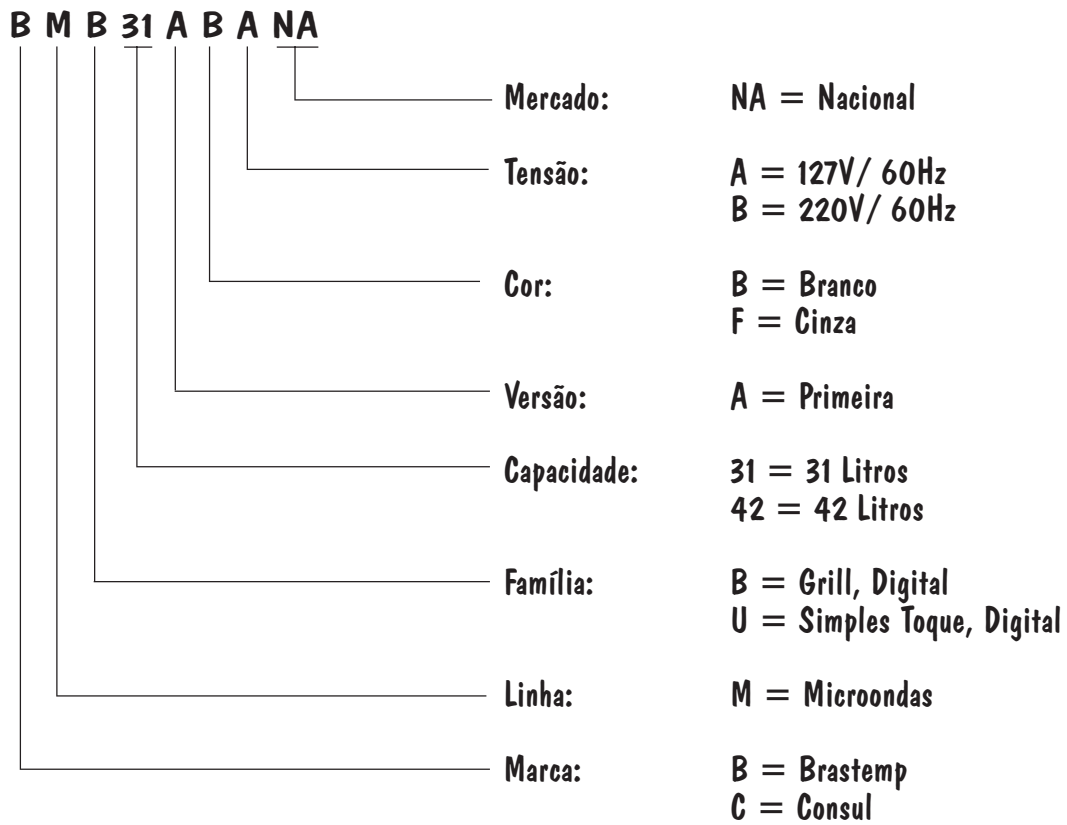 B M B 31 A B A NA
Mercado: NA = Nacional
Tensão: A = 127V/ 60Hz
B = 220V/ 60Hz
Cor: B = Branco
F = Cinza
Versão: A = Primeira
Capacidade: 31 = 31 Litros
42 = 42 Litros
Família: B = Grill, Digital
U = Simples Toque, Digital
Linha: M = Microondas
Marca: B = Brastemp
C = Consul